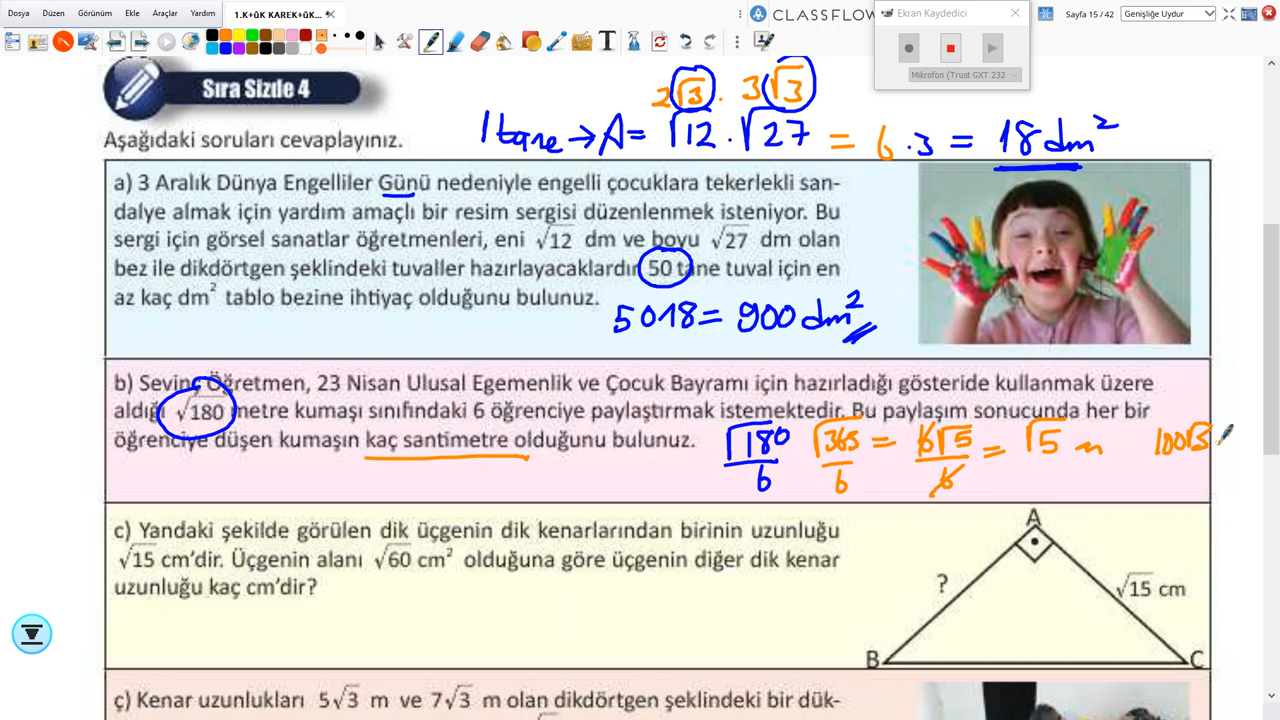 Dosya Düzen Görünüm Ekle Araçlar Yardım
1.K+ûK KAREK+ûK...
CLASSFLOW
Ekran Kaydedici
Sayfa 15 / 42
Genişliğe Uydur
Mikrofon (Trust GXT 232
Sıra Sizde 4
2√3 . 3√3
1 tane → A = √12 . √27 = 6 . 3 = 18 dm²
Aşağıdaki soruları cevaplayınız.
a) 3 Aralık Dünya Engelliler Günü nedeniyle engelli çocuklara tekerlekli san-
dalye almak için yardım amaçlı bir resim sergisi düzenlenmek isteniyor. Bu
sergi için görsel sanatlar öğretmenleri, eni √12 dm ve boyu √27 dm olan
bez ile dikdörtgen şeklindeki tuvaller hazırlayacaklardır. 50 tane tuval için en
az kaç dm² tablo bezine ihtiyaç olduğunu bulunuz.
50 18 = 900 dm²
b) Sevinç Öğretmen, 23 Nisan Ulusal Egemenlik ve Çocuk Bayramı için hazırladığı gösteride kullanmak üzere
aldığı √180 metre kumaşı sınıfındaki 6 öğrenciye paylaştırmak istemektedir. Bu paylaşım sonucunda her bir
öğrenciye düşen kumaşın kaç santimetre olduğunu bulunuz.
√180/6 √365/6 = 6√5/6 = √5 m 100√5
c) Yandaki şekilde görülen dik üçgenin dik kenarlarından birinin uzunluğu
√15 cm'dir. Üçgenin alanı √60 cm² olduğuna göre üçgenin diğer dik kenar
uzunluğu kaç cm'dir?
A
?
√15 cm
B
C
ç) Kenar uzunlukları 5√3 m ve 7√3 m olan dikdörtgen şeklindeki bir dük-